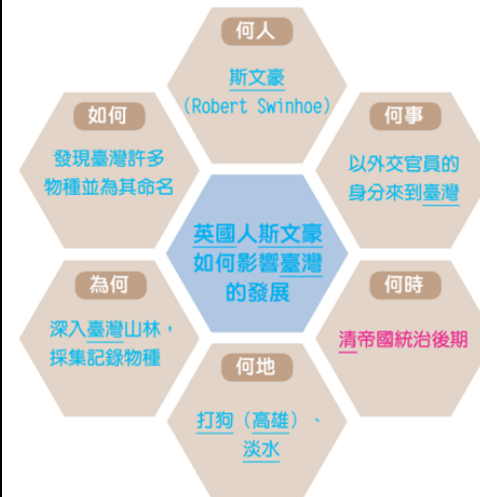 何人
斯文豪
(Robert Swinhoe)
何事
以外交官員的
身分來到臺灣
何時
清帝國統治後期
何地
打狗（高雄）、
淡水
為何
深入臺灣山林，
採集記錄物種
如何
發現臺灣許多
物種並為其命名
英國人斯文豪
如何影響臺灣
的發展